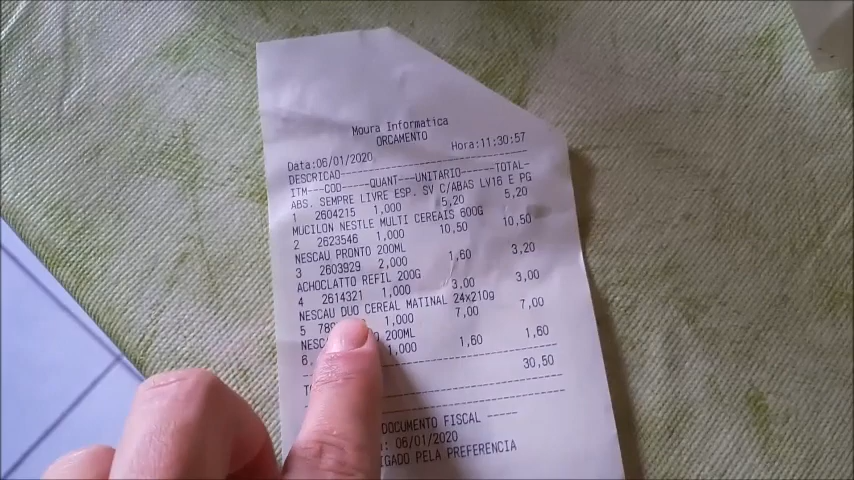 Moura Informatica
ORCAMENTO
Data:06/01/2020 Hora:11:30:57
DESCRICAO
ITM---COD-----QUANT---UNITARIO------TOTAL-
ABS. SEMPRE LIVRE ESP. SV C/ABAS LV16 E PG
1 2604215 1,000 5,20 5,20
MUCILON NESTLE MULTI CEREAIS 600G
2 2623546 1,000 10,50 10,50
NESCAU PRONTO 200ML
3 2603929 2,000 1,60 3,20
ACHOCLATTO REFIL 200G
4 2614321 1,000 3,00 3,00
NESCAU DUO CEREAL MATINAL 24x210g
5 1,000 7,00 7,00
200ML
6 1,000 1,60 1,60
30,50
DOCUMENTO FISCAL -----
06/01/2020
PELA PREFERENCIA